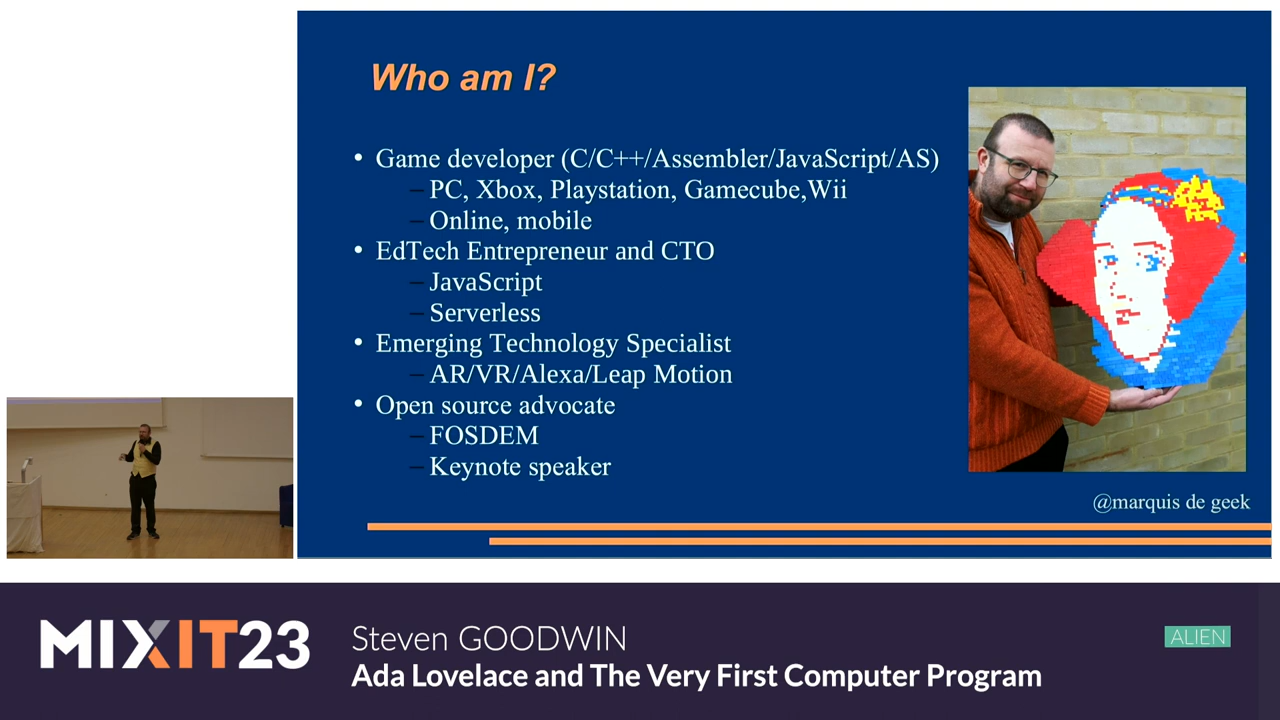 Who am I?
• Game developer (C/C++/Assembler/JavaScript/AS)
– PC, Xbox, Playstation, Gamecube,Wii
– Online, mobile
• EdTech Entrepreneur and CTO
– JavaScript
– Serverless
• Emerging Technology Specialist
– AR/VR/Alexa/Leap Motion
• Open source advocate
– FOSDEM
– Keynote speaker
@marquis de geek
MIXIT23
Steven GOODWIN
ALIEN
Ada Lovelace and The Very First Computer Program